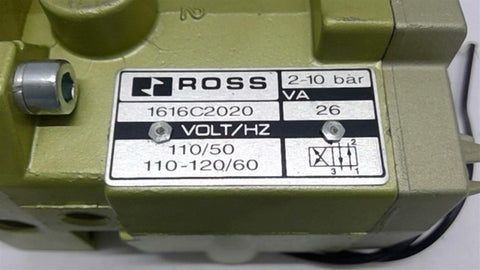 ROSS 2-10 bar
VA
1616C2020 26
VOLT/HZ
110/50
110-120/60
2
3 1